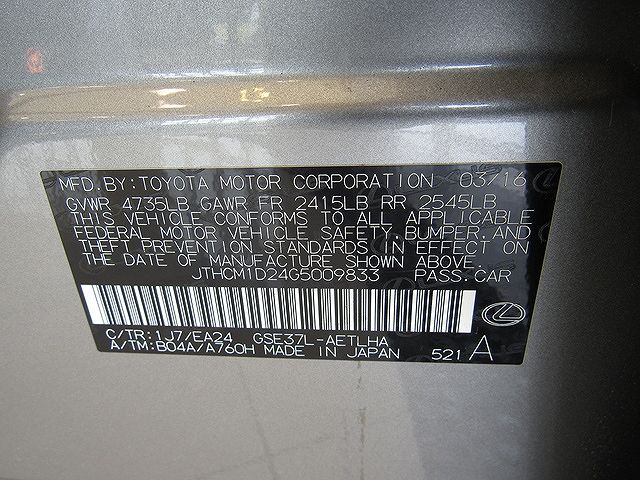 MFD. BY: TOYOTA MOTOR CORPORATION 03/16
GVWR 4735LB GAWR FR 2415LB RR 2545LB
THIS VEHICLE CONFORMS TO ALL APPLICABLE
FEDERAL MOTOR VEHICLE SAFETY, BUMPER, AND
THEFT PREVENTION STANDARDS IN EFFECT ON
THE DATE OF MANUFACTURE SHOWN ABOVE.
JTHCM1D24G5009833 PASS. CAR
C/TR: 1J7/EA24 GSE37L-AETLHA
A/TM: B04A/A760H MADE IN JAPAN 521 A